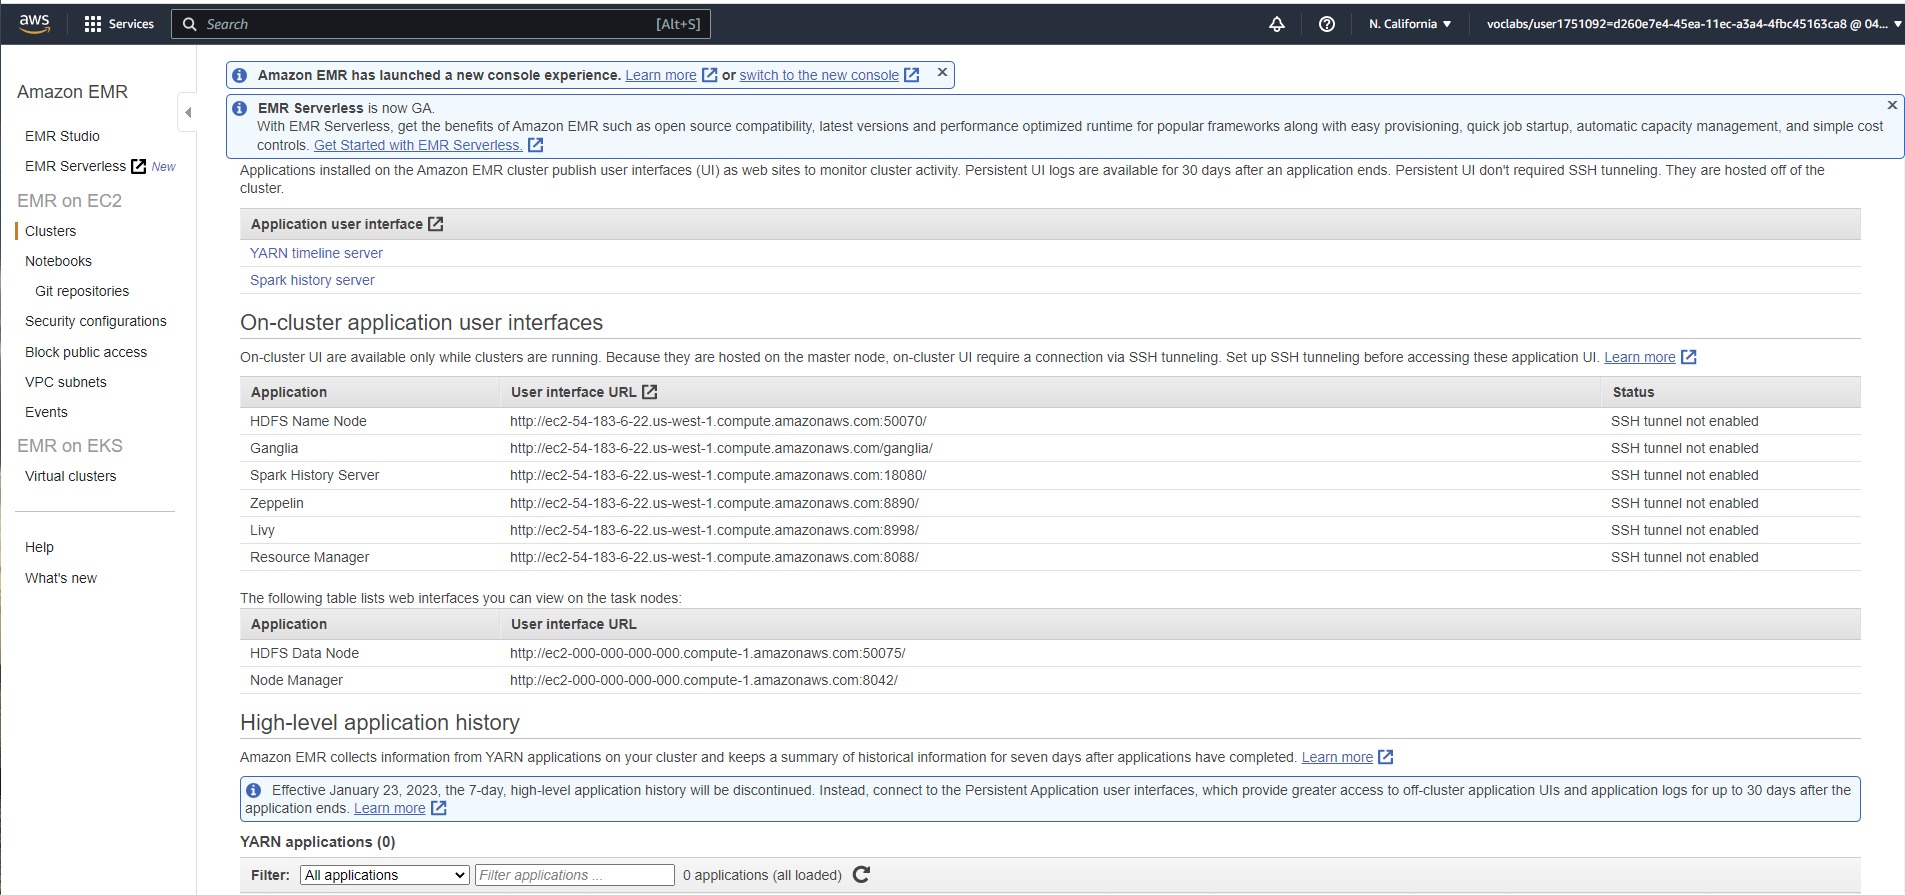 aws
Services
Search
[Alt+S]
N. California
voclabs/user1751092=d260e7e4-45ea-11ec-a3a4-4fbc45163ca8 @ 04...
Amazon EMR
EMR Studio
EMR Serverless New
EMR on EC2
Clusters
Notebooks
Git repositories
Security configurations
Block public access
VPC subnets
Events
EMR on EKS
Virtual clusters
Help
What's new
Amazon EMR has launched a new console experience. Learn more or switch to the new console
EMR Serverless is now GA.
With EMR Serverless, get the benefits of Amazon EMR such as open source compatibility, latest versions and performance optimized runtime for popular frameworks along with easy provisioning, quick job startup, automatic capacity management, and simple cost
controls. Get Started with EMR Serverless.
Applications installed on the Amazon EMR cluster publish user interfaces (UI) as web sites to monitor cluster activity. Persistent UI logs are available for 30 days after an application ends. Persistent UI don't required SSH tunneling. They are hosted off of the
cluster.
Application user interface
YARN timeline server
Spark history server
On-cluster application user interfaces
On-cluster UI are available only while clusters are running. Because they are hosted on the master node, on-cluster UI require a connection via SSH tunneling. Set up SSH tunneling before accessing these application UI. Learn more
Application User interface URL Status
HDFS Name Node http://ec2-54-183-6-22.us-west-1.compute.amazonaws.com:50070/ SSH tunnel not enabled
Ganglia http://ec2-54-183-6-22.us-west-1.compute.amazonaws.com/ganglia/ SSH tunnel not enabled
Spark History Server http://ec2-54-183-6-22.us-west-1.compute.amazonaws.com:18080/ SSH tunnel not enabled
Zeppelin http://ec2-54-183-6-22.us-west-1.compute.amazonaws.com:8890/ SSH tunnel not enabled
Livy http://ec2-54-183-6-22.us-west-1.compute.amazonaws.com:8998/ SSH tunnel not enabled
Resource Manager http://ec2-54-183-6-22.us-west-1.compute.amazonaws.com:8088/ SSH tunnel not enabled
The following table lists web interfaces you can view on the task nodes:
Application User interface URL
HDFS Data Node http://ec2-000-000-000-000.compute-1.amazonaws.com:50075/
Node Manager http://ec2-000-000-000-000.compute-1.amazonaws.com:8042/
High-level application history
Amazon EMR collects information from YARN applications on your cluster and keeps a summary of historical information for seven days after applications have completed. Learn more
Effective January 23, 2023, the 7-day, high-level application history will be discontinued. Instead, connect to the Persistent Application user interfaces, which provide greater access to off-cluster application UIs and application logs for up to 30 days after the
application ends. Learn more
YARN applications (0)
Filter: All applications Filter applications ... 0 applications (all loaded)